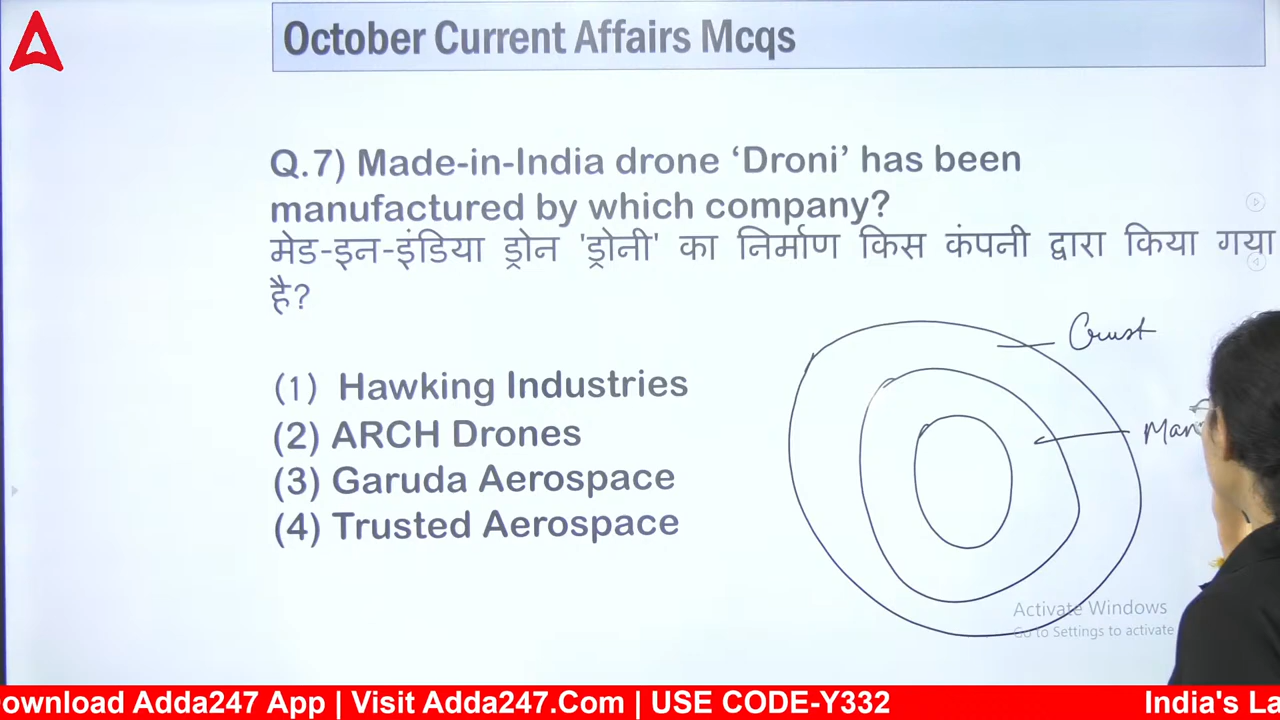 October Current Affairs Mcqs
Q.7) Made-in-India drone ‘Droni’ has been
manufactured by which company?
मेड-इन-इंडिया ड्रोन 'ड्रोनी' का निर्माण किस कंपनी द्वारा किया गया
है?
(1) Hawking Industries
(2) ARCH Drones
(3) Garuda Aerospace
(4) Trusted Aerospace
Crust
Activate Windows
Go to Settings to activate
ownload Adda247 App | Visit Adda247.Com | USE CODE-Y332
India's La